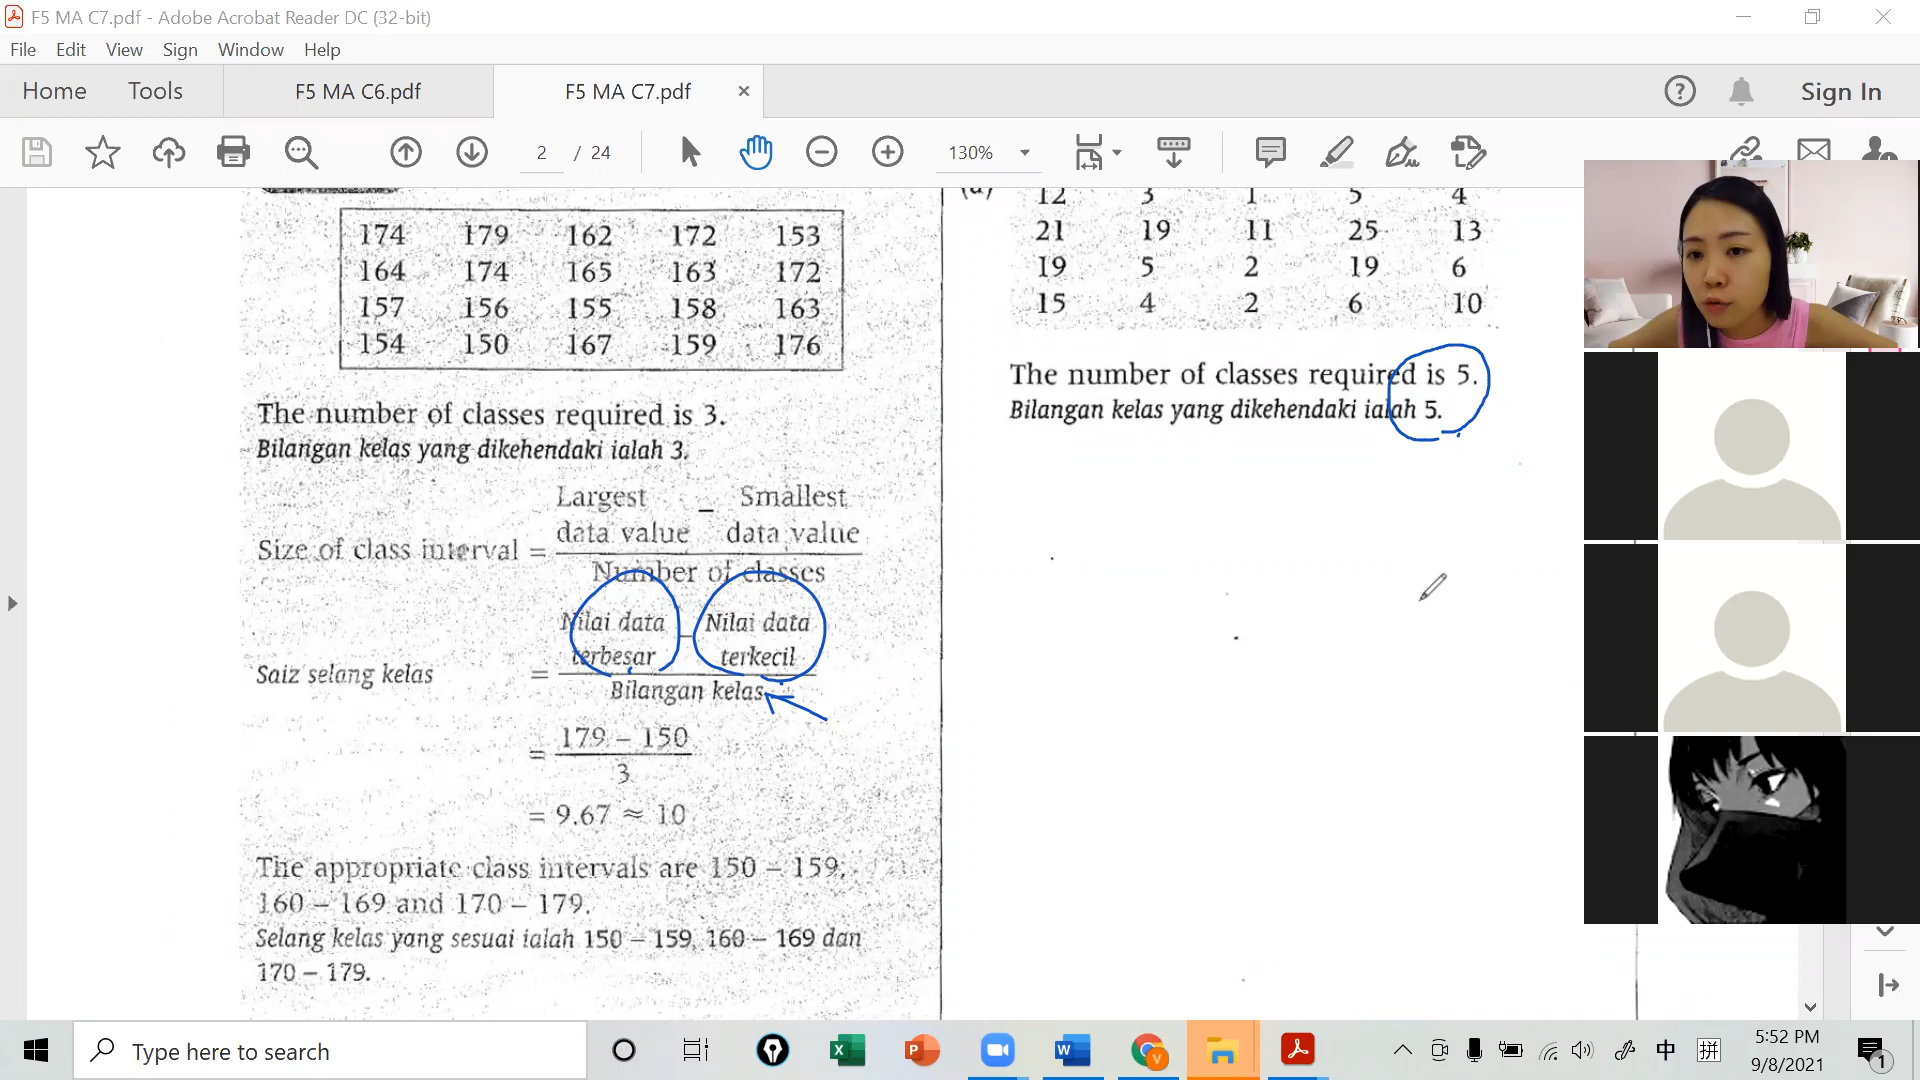 F5 MA C7.pdf - Adobe Acrobat Reader DC (32-bit)
File Edit View Sign Window Help
Home Tools F5 MA C6.pdf F5 MA C7.pdf × Sign In
2 / 24 130%
174 179 162 172 153
164 174 165 163 172
157 156 155 158 163
154 150 167 159 176
The number of classes required is 3.
Bilangan kelas yang dikehendaki ialah 3.
Largest – Smallest
data value data value
Size of class interval =
Number of classes
Nilai data – Nilai data
terbesar terkecil
Saiz selang kelas =
Bilangan kelas
= 179 – 150
3
= 9.67 ≈ 10
The appropriate class intervals are 150 – 159,
160 – 169 and 170 – 179.
Selang kelas yang sesuai ialah 150 – 159, 160 – 169 dan
170 – 179.
(a) 12 3 1 5 4
21 19 11 25 13
19 5 2 19 6
15 4 2 6 10
The number of classes required is 5.
Bilangan kelas yang dikehendaki ialah 5.
Type here to search
中 拼
5:52 PM
9/8/2021
1